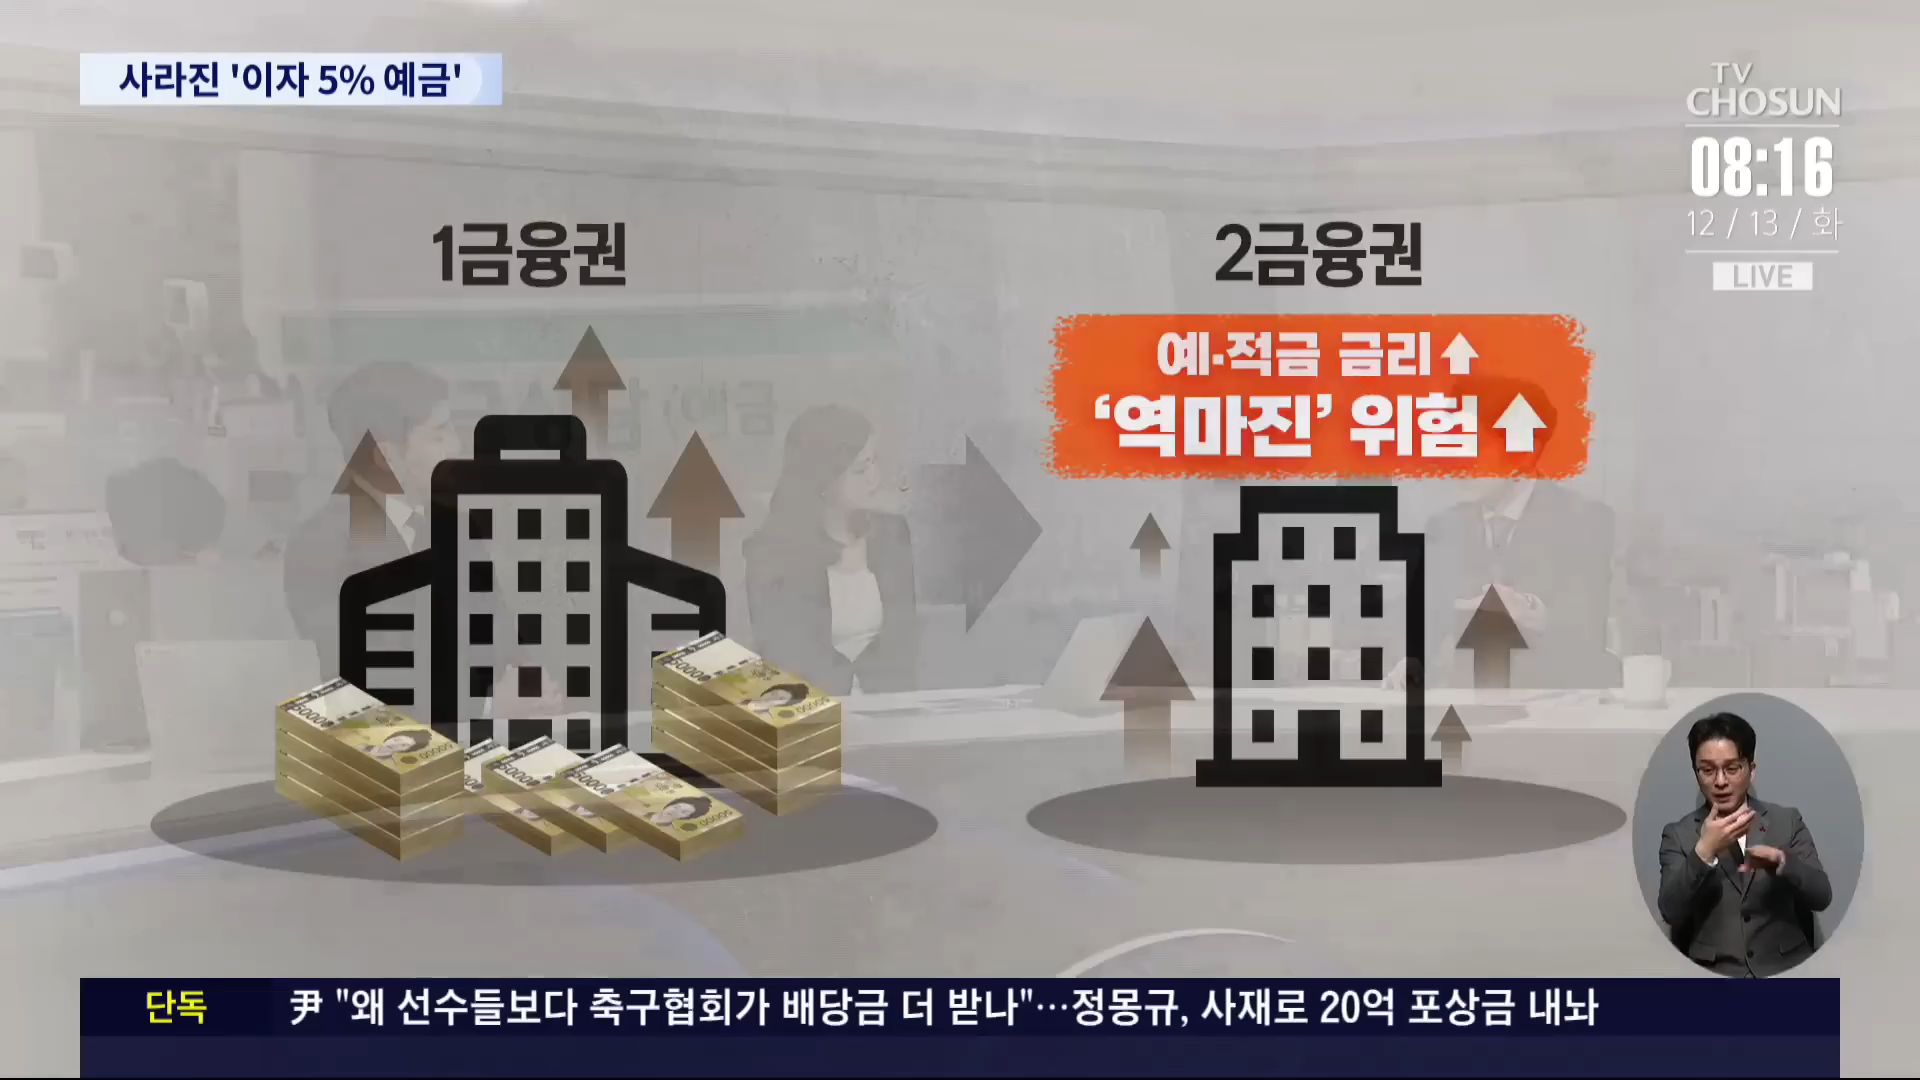 사라진 '이자 5% 예금'
TV
CHOSUN
08:16
12 / 13 / 화
LIVE
1금융권
2금융권
예·적금 금리
'역마진' 위험
단독
尹 "왜 선수들보다 축구협회가 배당금 더 받나"…정몽규, 사재로 20억 포상금 내놔